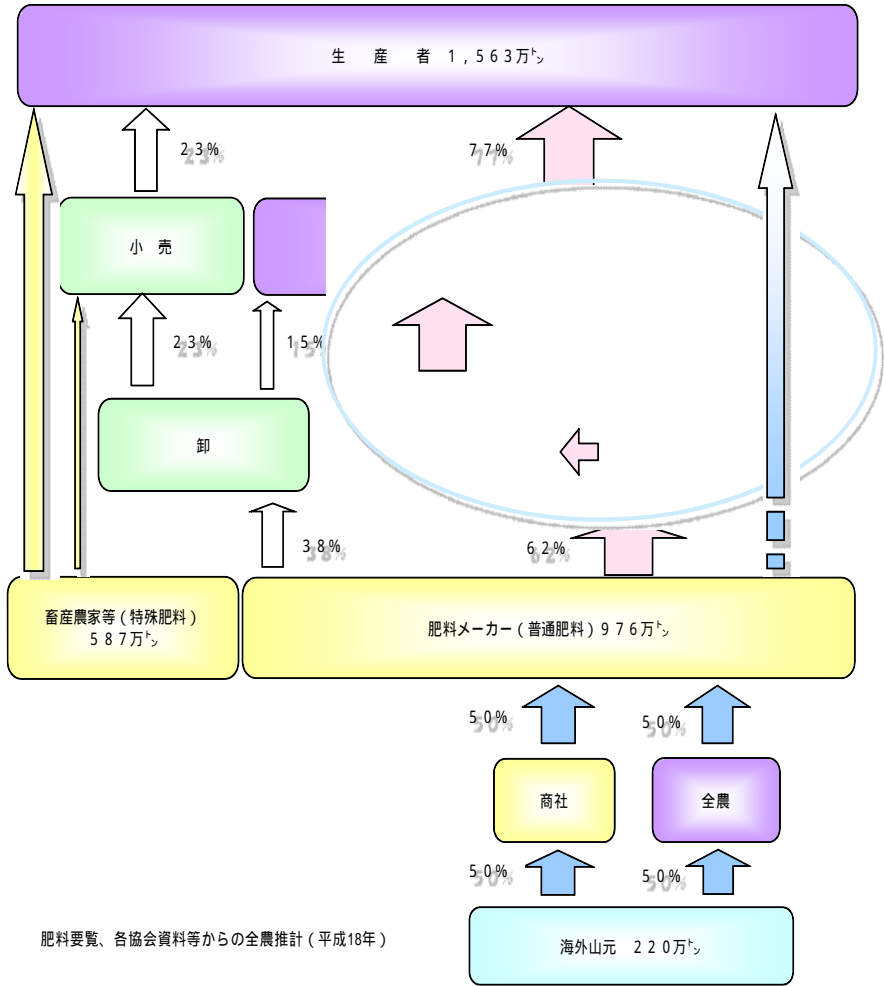 生 産 者 1,563万㌧
23%
77%
小 売
23%
15%
卸
38%
62%
畜産農家等(特殊肥料)
587万㌧
肥料メーカー(普通肥料)976万㌧
50%
50%
商社
全農
50%
50%
海外山元 220万㌧
肥料要覧、各協会資料等からの全農推計(平成18年)